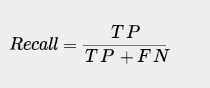 Recall = TP / TP + FN